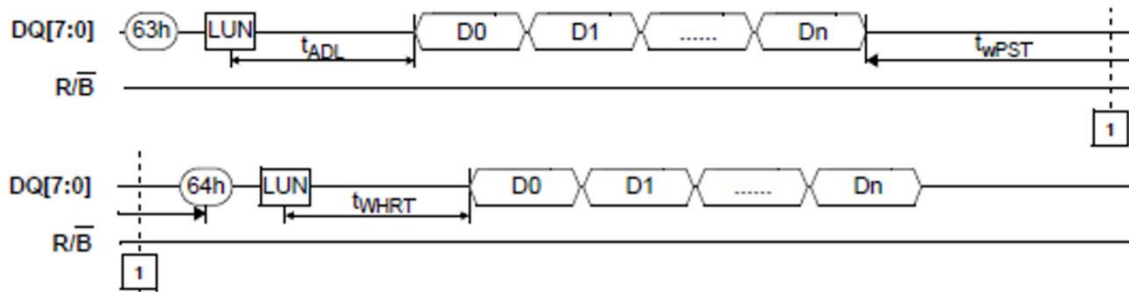 DQ[7:0] 63h LUN tADL D0 D1 ...... Dn twPST
R/B̅
1
DQ[7:0] 64h LUN tWHRT D0 D1 ...... Dn
R/B̅
1